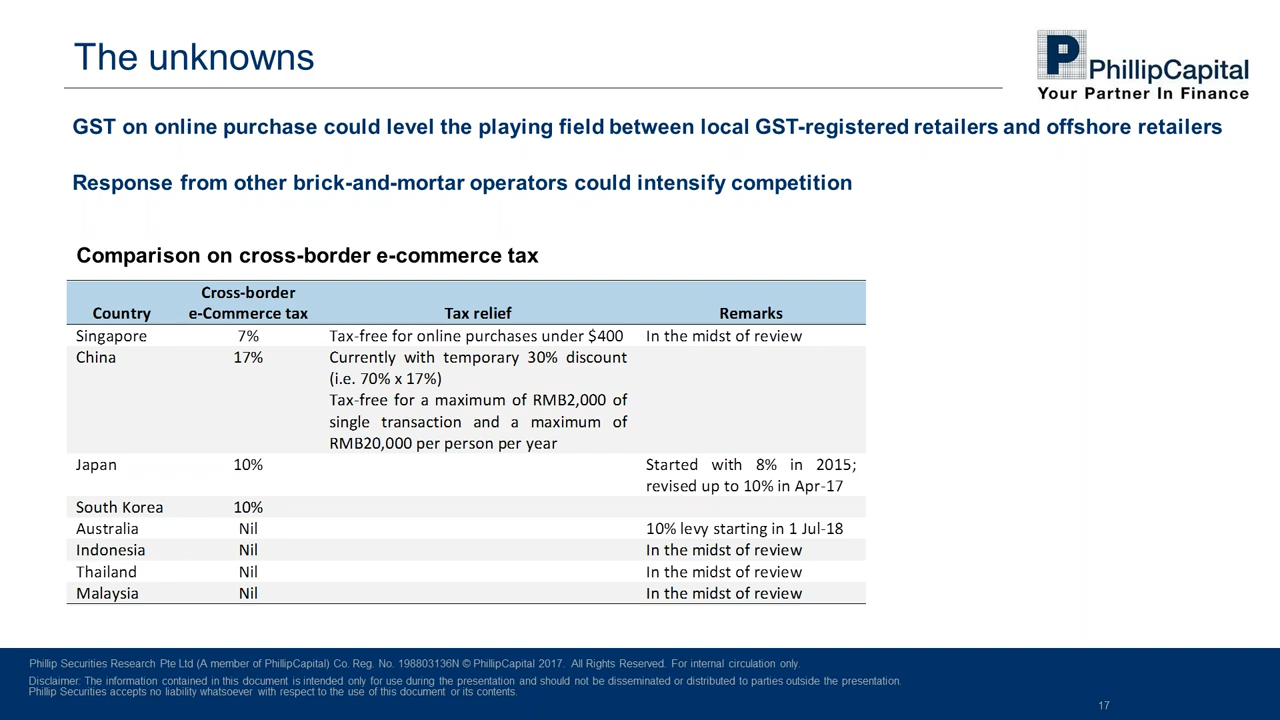 The unknowns
PhillipCapital
Your Partner In Finance
GST on online purchase could level the playing field between local GST-registered retailers and offshore retailers
Response from other brick-and-mortar operators could intensify competition
Comparison on cross-border e-commerce tax
Country Cross-border e-Commerce tax Tax relief Remarks
Singapore 7% Tax-free for online purchases under $400 In the midst of review
China 17% Currently with temporary 30% discount
(i.e. 70% x 17%)
Tax-free for a maximum of RMB2,000 of
single transaction and a maximum of
RMB20,000 per person per year
Japan 10% Started with 8% in 2015;
revised up to 10% in Apr-17
South Korea 10%
Australia Nil 10% levy starting in 1 Jul-18
Indonesia Nil In the midst of review
Thailand Nil In the midst of review
Malaysia Nil In the midst of review
Phillip Securities Research Pte Ltd (A member of PhillipCapital) Co. Reg. No. 198803136N © PhillipCapital 2017. All Rights Reserved. For internal circulation only.
Disclaimer: The information contained in this document is intended only for use during the presentation and should not be disseminated or distributed to parties outside the presentation.
Phillip Securities accepts no liability whatsoever with respect to the use of this document or its contents.
17